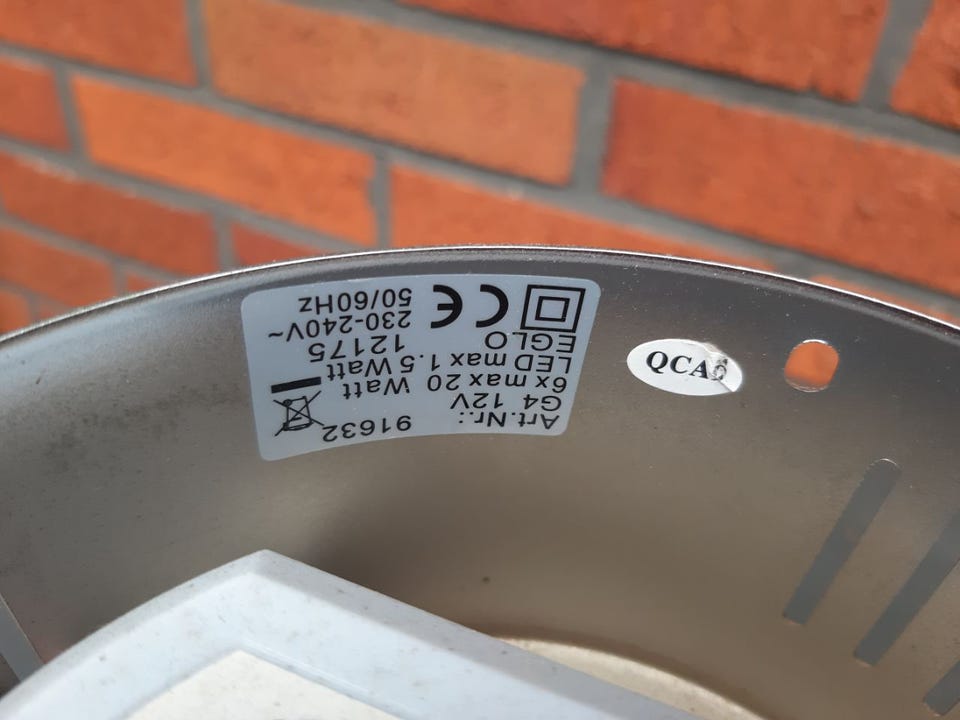 Art.Nr.: 91632
G4 12V
6x max 20 Watt
LED max 1.5 Watt
EGLO 12175
230-240V~
CE 50/60Hz
QCA